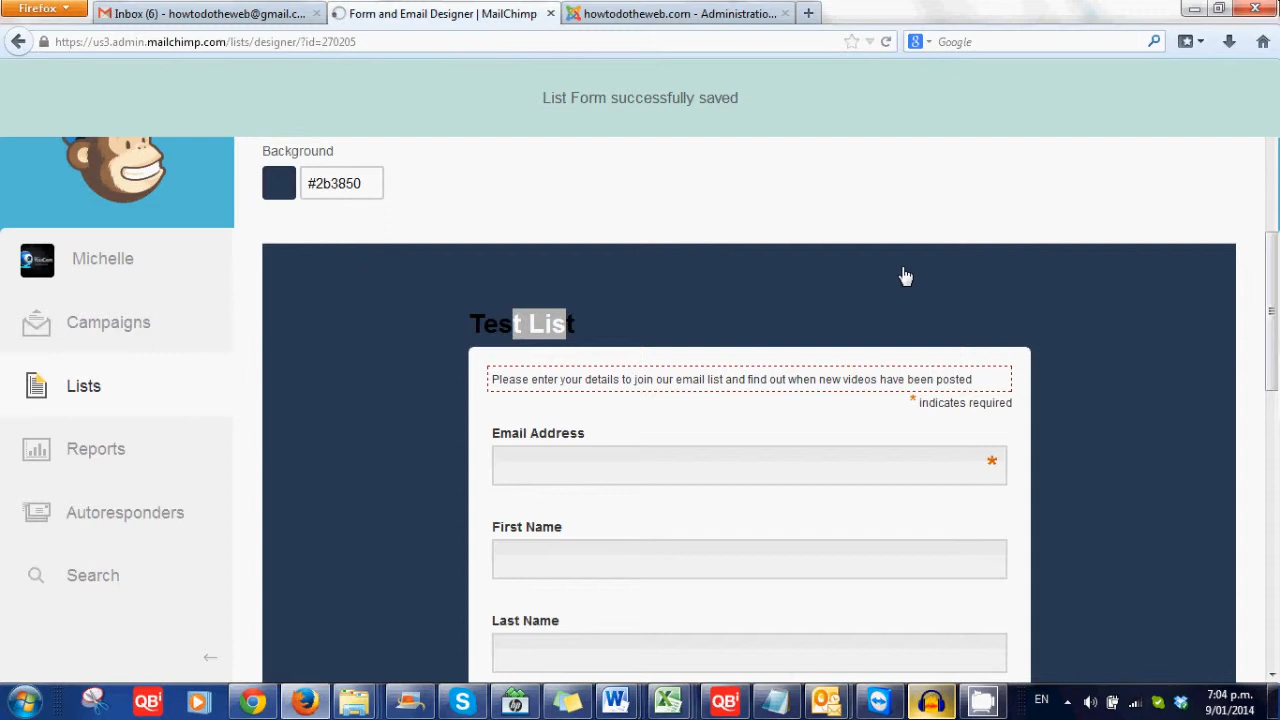 Firefox
Inbox (6) - howtodotheweb@gmail.c...
Form and Email Designer | MailChimp
howtodotheweb.com - Administratio...
https://us3.admin.mailchimp.com/lists/designer/?id=270205
Google
List Form successfully saved
Background
#2b3850
Michelle
Campaigns
Lists
Reports
Autoresponders
Search
Test List
Please enter your details to join our email list and find out when new videos have been posted
* indicates required
Email Address
*
First Name
Last Name
EN
7:04 p.m.
9/01/2014